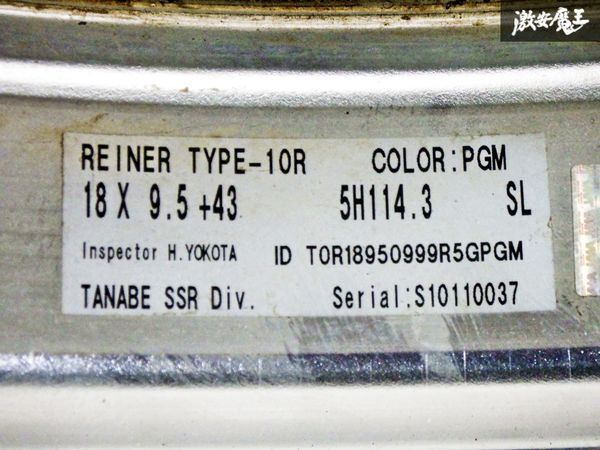 激安魔王
REINER TYPE-10R COLOR:PGM
18 X 9.5 +43 5H114.3 SL
Inspector H.YOKOTA ID TOR18950999R5GPGM
TANABE SSR Div. Serial:S10110037